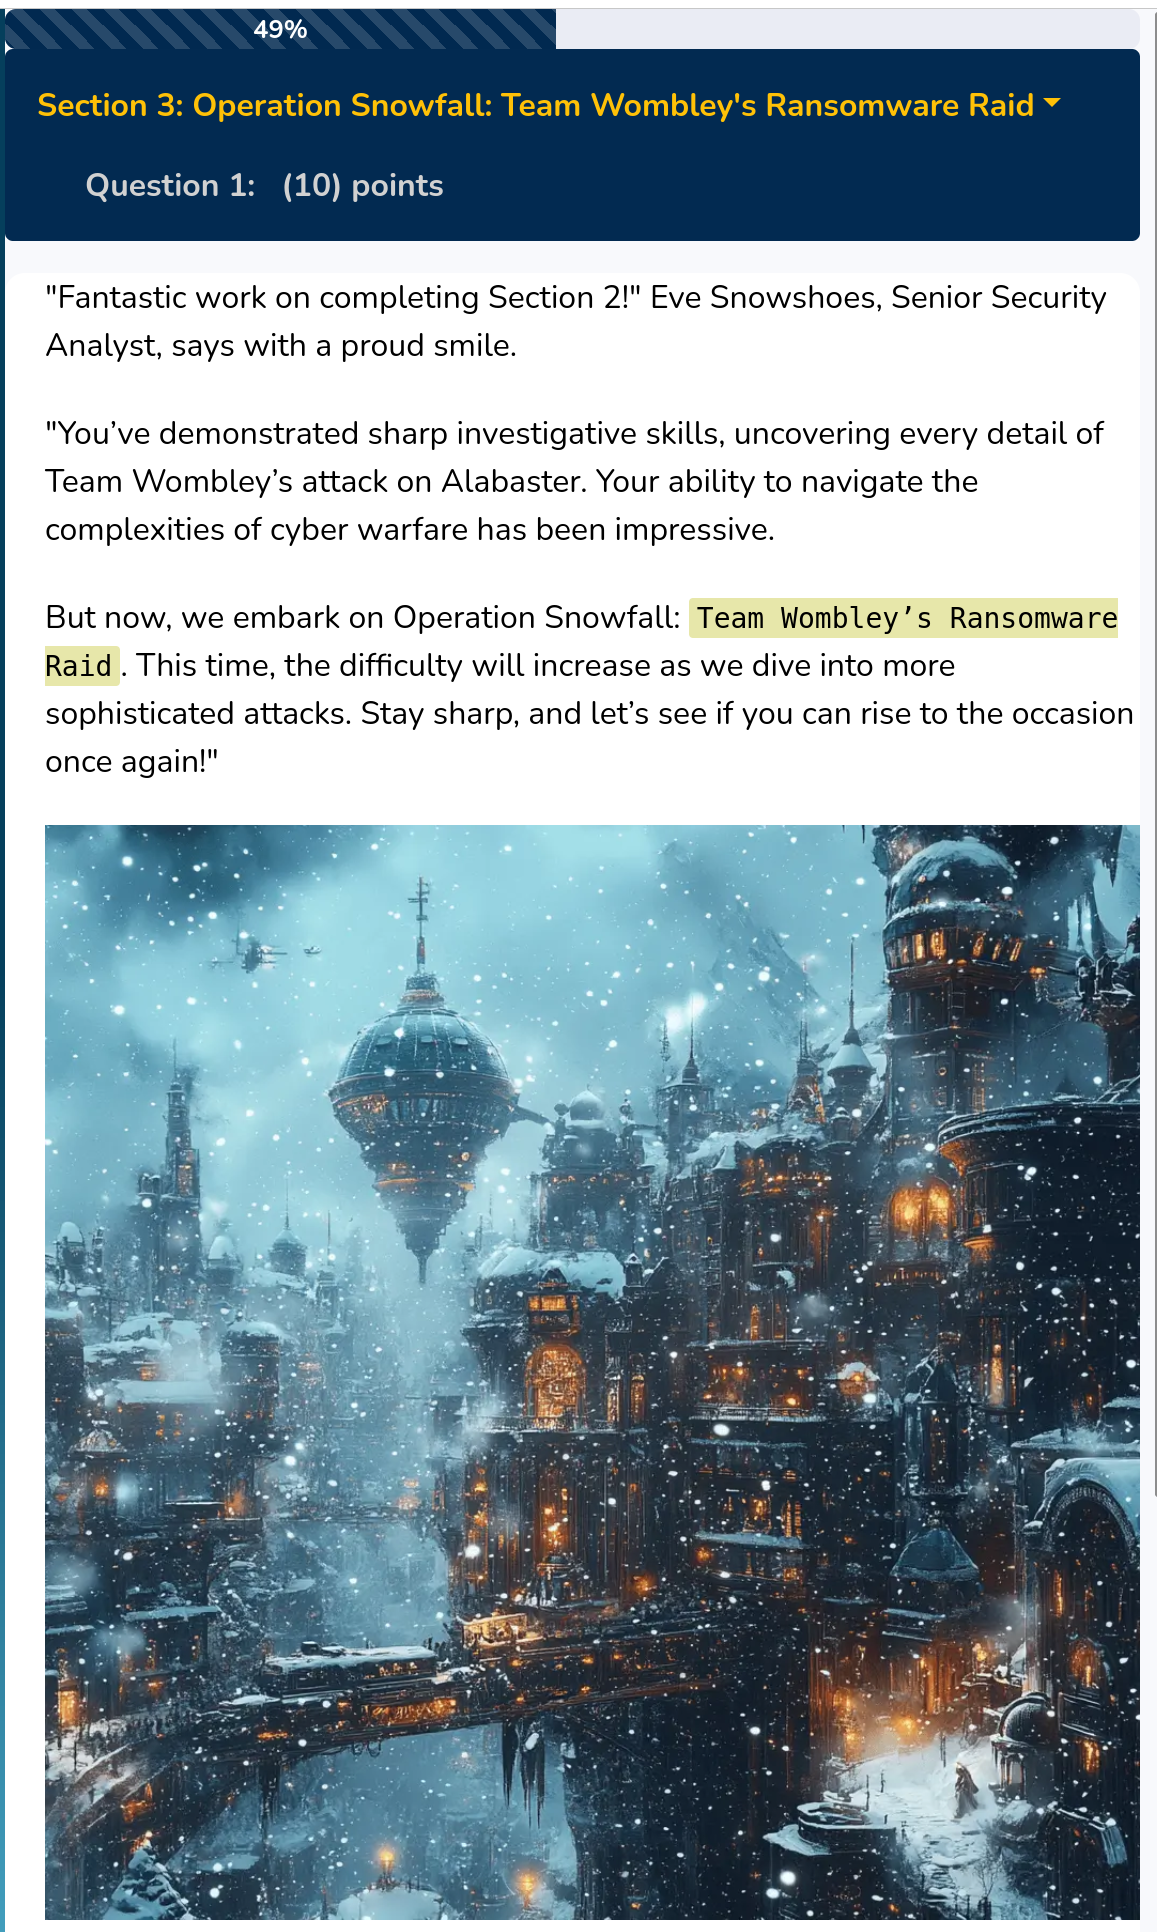 49%
Section 3: Operation Snowfall: Team Wombley's Ransomware Raid
Question 1: (10) points
"Fantastic work on completing Section 2!" Eve Snowshoes, Senior Security
Analyst, says with a proud smile.
"You’ve demonstrated sharp investigative skills, uncovering every detail of
Team Wombley’s attack on Alabaster. Your ability to navigate the
complexities of cyber warfare has been impressive.
But now, we embark on Operation Snowfall: Team Wombley’s Ransomware
Raid. This time, the difficulty will increase as we dive into more
sophisticated attacks. Stay sharp, and let’s see if you can rise to the occasion
once again!"